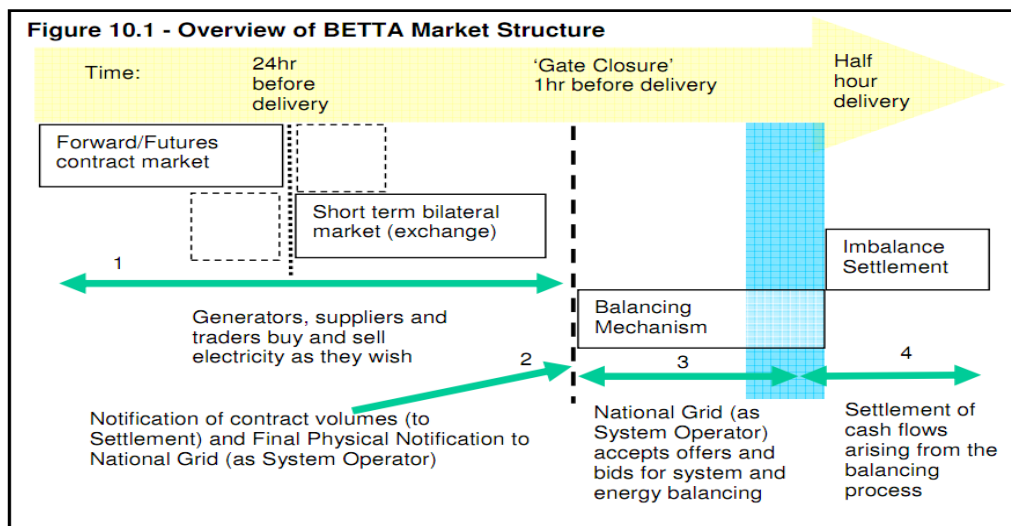 Figure 10.1 - Overview of BETTA Market Structure
Time:
24hr
before
delivery
‘Gate Closure’
1hr before delivery
Half
hour
delivery
Forward/Futures
contract market
Short term bilateral
market (exchange)
Imbalance
Settlement
1
Balancing
Mechanism
Generators, suppliers and
traders buy and sell
electricity as they wish
2
3
4
Notification of contract volumes (to
Settlement) and Final Physical Notification to
National Grid (as System Operator)
National Grid (as
System Operator)
accepts offers and
bids for system and
energy balancing
Settlement of
cash flows
arising from the
balancing
process